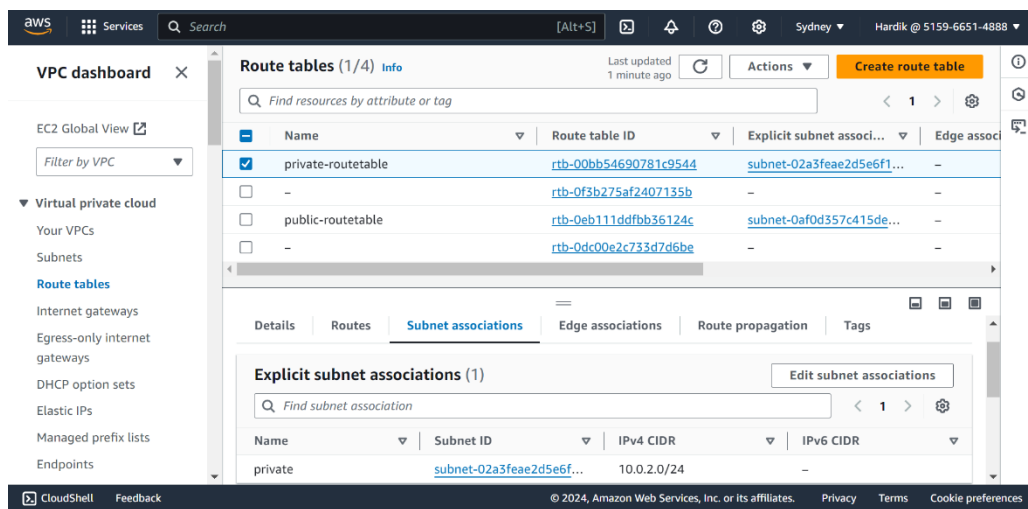 aws Services Search [Alt+S] Sydney ▼ Hardik @ 5159-6651-4888 ▼
VPC dashboard
EC2 Global View
Filter by VPC
Virtual private cloud
Your VPCs
Subnets
Route tables
Internet gateways
Egress-only internet
gateways
DHCP option sets
Elastic IPs
Managed prefix lists
Endpoints
Route tables (1/4) Info
Last updated
1 minute ago
Actions ▼
Create route table
Find resources by attribute or tag
1
Name Route table ID Explicit subnet associ... Edge associ
private-routetable rtb-00bb54690781c9544 subnet-02a3feae2d5e6f1... –
– rtb-0f3b275af2407135b – –
public-routetable rtb-0eb111ddfbb36124c subnet-0af0d357c415de... –
– rtb-0dc00e2c733d7d6be – –
Details Routes Subnet associations Edge associations Route propagation Tags
Explicit subnet associations (1)
Edit subnet associations
Find subnet association
1
Name Subnet ID IPv4 CIDR IPv6 CIDR
private subnet-02a3feae2d5e6f... 10.0.2.0/24 –
CloudShell Feedback © 2024, Amazon Web Services, Inc. or its affiliates. Privacy Terms Cookie preferences